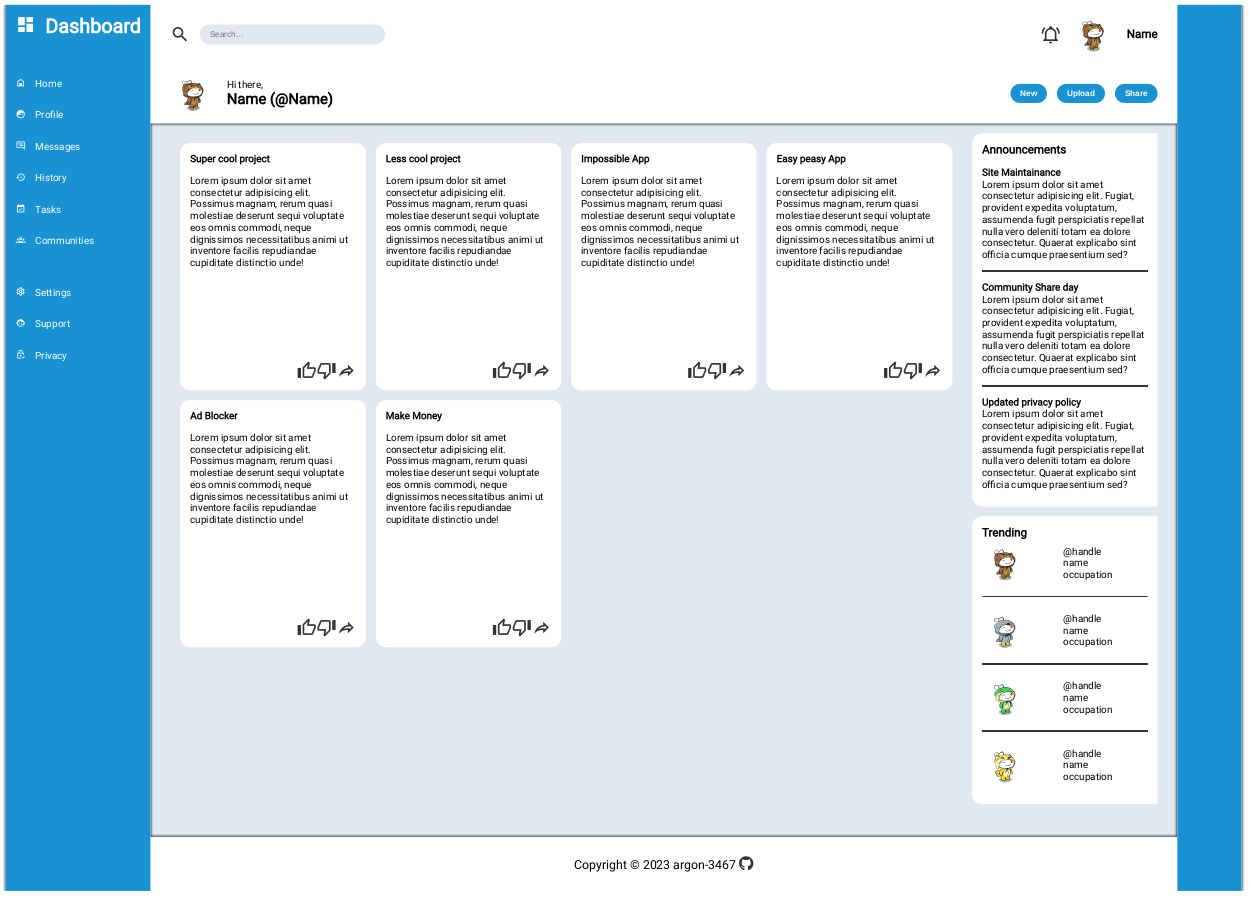 Dashboard
Home
Profile
Messages
History
Tasks
Communities
Settings
Support
Privacy
Search...
Name
Hi there,
Name (@Name)
New
Upload
Share
Super cool project
Lorem ipsum dolor sit amet
consectetur adipisicing elit.
Possimus magnam, rerum quasi
molestiae deserunt sequi voluptate
eos omnis commodi, neque
dignissimos necessitatibus animi ut
inventore facilis repudiandae
cupiditate distinctio unde!
Less cool project
Lorem ipsum dolor sit amet
consectetur adipisicing elit.
Possimus magnam, rerum quasi
molestiae deserunt sequi voluptate
eos omnis commodi, neque
dignissimos necessitatibus animi ut
inventore facilis repudiandae
cupiditate distinctio unde!
Impossible App
Lorem ipsum dolor sit amet
consectetur adipisicing elit.
Possimus magnam, rerum quasi
molestiae deserunt sequi voluptate
eos omnis commodi, neque
dignissimos necessitatibus animi ut
inventore facilis repudiandae
cupiditate distinctio unde!
Easy peasy App
Lorem ipsum dolor sit amet
consectetur adipisicing elit.
Possimus magnam, rerum quasi
molestiae deserunt sequi voluptate
eos omnis commodi, neque
dignissimos necessitatibus animi ut
inventore facilis repudiandae
cupiditate distinctio unde!
Ad Blocker
Lorem ipsum dolor sit amet
consectetur adipisicing elit.
Possimus magnam, rerum quasi
molestiae deserunt sequi voluptate
eos omnis commodi, neque
dignissimos necessitatibus animi ut
inventore facilis repudiandae
cupiditate distinctio unde!
Make Money
Lorem ipsum dolor sit amet
consectetur adipisicing elit.
Possimus magnam, rerum quasi
molestiae deserunt sequi voluptate
eos omnis commodi, neque
dignissimos necessitatibus animi ut
inventore facilis repudiandae
cupiditate distinctio unde!
Announcements
Site Maintainance
Lorem ipsum dolor sit amet
consectetur adipisicing elit. Fugiat,
provident expedita voluptatum,
assumenda fugit perspiciatis repellat
nulla vero deleniti totam ea dolore
consectetur. Quaerat explicabo sint
officia cumque praesentium sed?
Community Share day
Lorem ipsum dolor sit amet
consectetur adipisicing elit. Fugiat,
provident expedita voluptatum,
assumenda fugit perspiciatis repellat
nulla vero deleniti totam ea dolore
consectetur. Quaerat explicabo sint
officia cumque praesentium sed?
Updated privacy policy
Lorem ipsum dolor sit amet
consectetur adipisicing elit. Fugiat,
provident expedita voluptatum,
assumenda fugit perspiciatis repellat
nulla vero deleniti totam ea dolore
consectetur. Quaerat explicabo sint
officia cumque praesentium sed?
Trending
@handle
name
occupation
@handle
name
occupation
@handle
name
occupation
@handle
name
occupation
Copyright © 2023 argon-3467